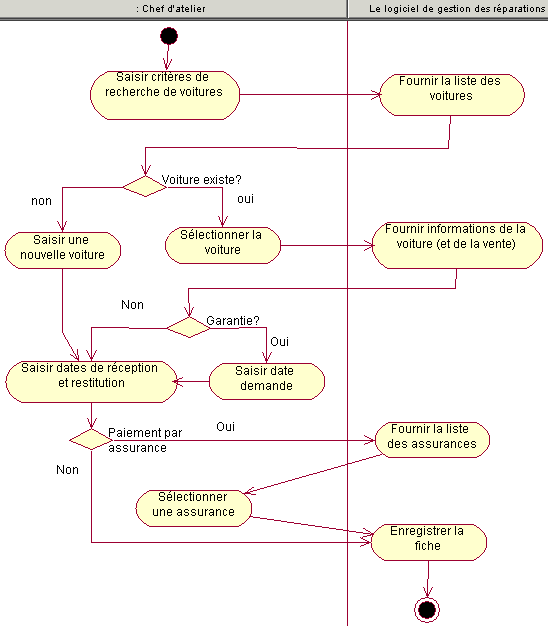 : Chef d'atelier
Le logiciel de gestion des réparations
Saisir critères de
recherche de voitures
Fournir la liste des
voitures
Voiture existe?
non
oui
Saisir une
nouvelle voiture
Sélectionner la
voiture
Fournir informations de la
voiture (et de la vente)
Non
Garantie?
Oui
Saisir dates de réception
et restitution
Saisir date
demande
Paiement par
assurance
Oui
Non
Fournir la liste
des assurances
Sélectionner
une assurance
Enregistrer la
fiche